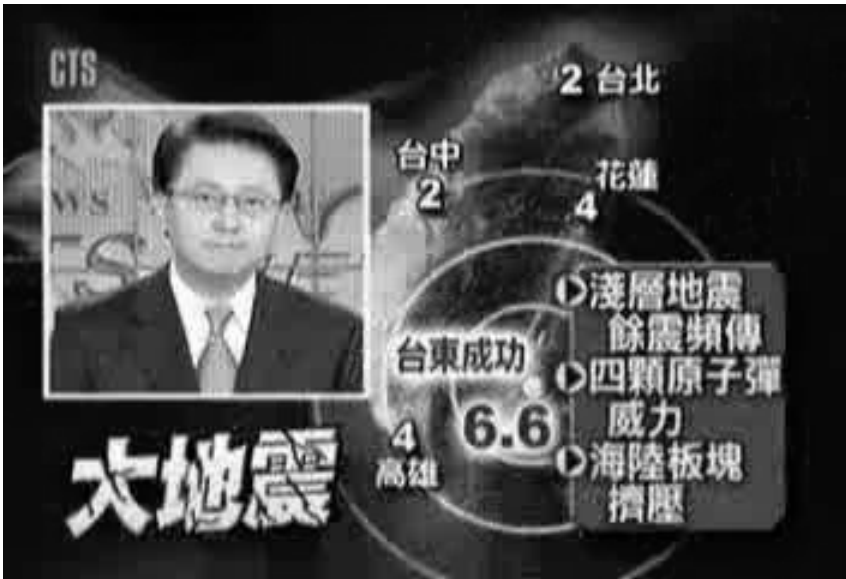 CTS
2 台北
台中
2
花蓮
4
淺層地震
餘震頻傳
台東成功
6.6
四顆原子彈
威力
4
高雄
海陸板塊
擠壓
大地震